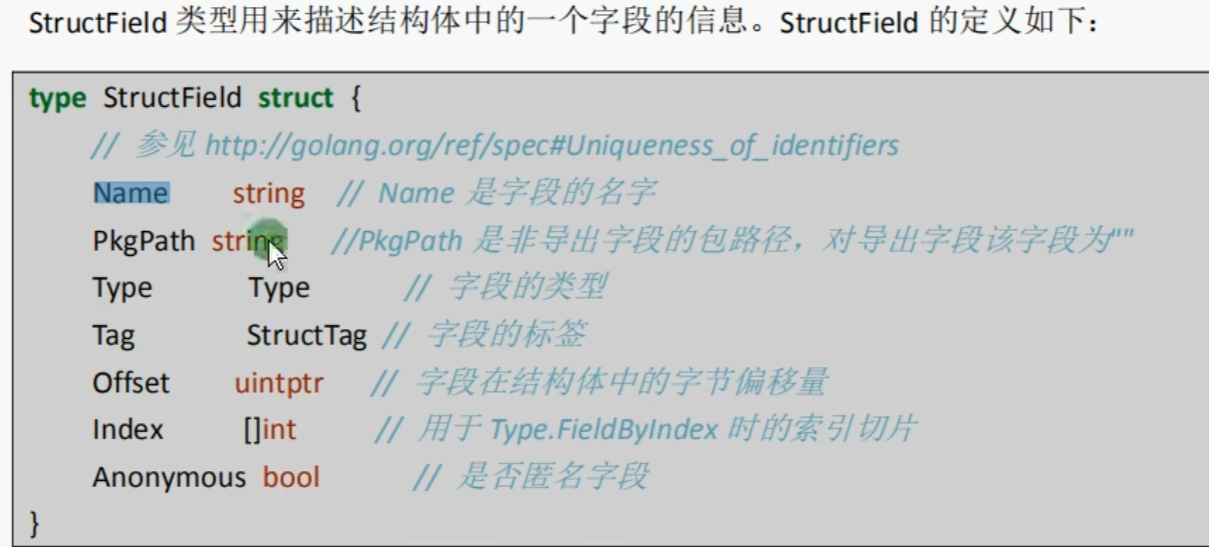 StructField 类型用来描述结构体中的一个字段的信息。StructField 的定义如下：
type StructField struct {
// 参见 http://golang.org/ref/spec#Uniqueness_of_identifiers
Name string // Name 是字段的名字
PkgPath string //PkgPath 是非导出字段的包路径，对导出字段该字段为""
Type Type // 字段的类型
Tag StructTag // 字段的标签
Offset uintptr // 字段在结构体中的字节偏移量
Index []int // 用于 Type.FieldByIndex 时的索引切片
Anonymous bool // 是否匿名字段
}